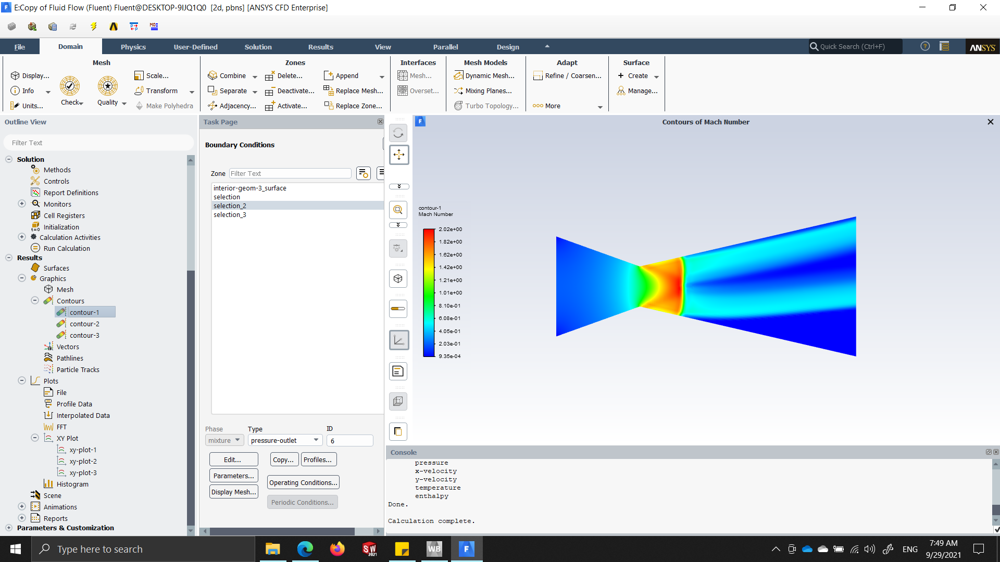 E:Copy of Fluid Flow (Fluent) Fluent@DESKTOP-9IJQ1Q0 [2d, pbns] [ANSYS CFD Enterprise]
File Domain Physics User-Defined Solution Results View Parallel Design Quick Search (Ctrl+F) ANSYS
Mesh
Display...
Info
Units...
Check
Quality
Scale...
Transform
Make Polyhedra
Zones
Combine
Separate
Adjacency...
Delete...
Deactivate...
Activate...
Append
Replace Mesh...
Replace Zone...
Interfaces
Mesh...
Overset...
Mesh Models
Dynamic Mesh...
Mixing Planes...
Turbo Topology...
Adapt
Refine / Coarsen...
More
Surface
Create
Manage...
Outline View
Filter Text
Solution
Methods
Controls
Report Definitions
Monitors
Cell Registers
Initialization
Calculation Activities
Run Calculation
Results
Surfaces
Graphics
Mesh
Contours
contour-1
contour-2
contour-3
Vectors
Pathlines
Particle Tracks
Plots
File
Profile Data
Interpolated Data
FFT
XY Plot
xy-plot-1
xy-plot-2
xy-plot-3
Histogram
Scene
Animations
Reports
Parameters & Customization
Task Page
Boundary Conditions
Zone Filter Text
interior-geom-3_surface
selection
selection_2
selection_3
Phase Type ID
mixture pressure-outlet 6
Edit... Copy... Profiles...
Parameters... Operating Conditions...
Display Mesh... Periodic Conditions...
Contours of Mach Number
contour-1
Mach Number
2.02e+00
1.82e+00
1.62e+00
1.42e+00
1.21e+00
1.01e+00
8.10e-01
6.08e-01
4.05e-01
2.03e-01
9.35e-04
Console
pressure
x-velocity
y-velocity
temperature
enthalpy
Done.
Calculation complete.
Type here to search
SW
2021
WB
F
ENG
7:49 AM
9/29/2021